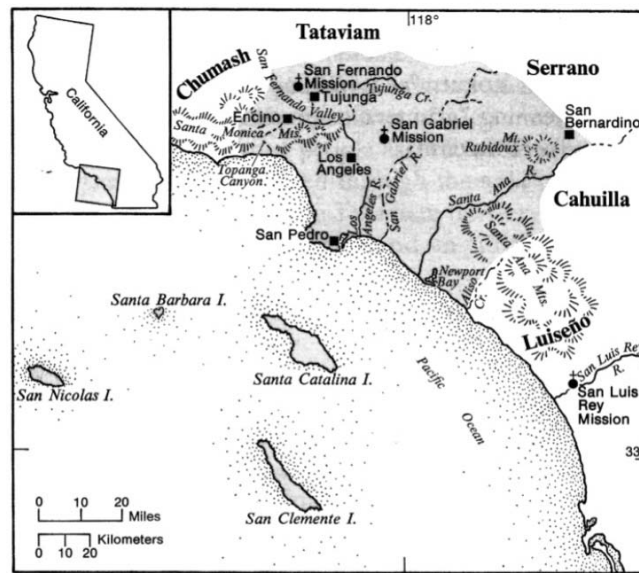 Tataviam
118°
Chumash
San
Fernando
Valley
San Fernando
Mission
Tujunga
Tujunga Cr.
Serrano
San
Bernardino
Encino
Santa
Monica
Mts.
San Gabriel
Mission
Mt.
Rubidoux
Topanga
Canyon
Los
Angeles
Los
Angeles R.
San Gabriel R.
Santa
Ana
R.
Cahuilla
San Pedro
Santa
Ana
Mts.
Newport
Bay
Aliso
Cr.
Luiseño
California
Santa Barbara I.
Santa Catalina I.
San Nicolas I.
Pacific
Ocean
San Luis Rey
R.
San Luis
Rey
Mission
33
San Clemente I.
0 10 20
Miles
0 10 20
Kilometers